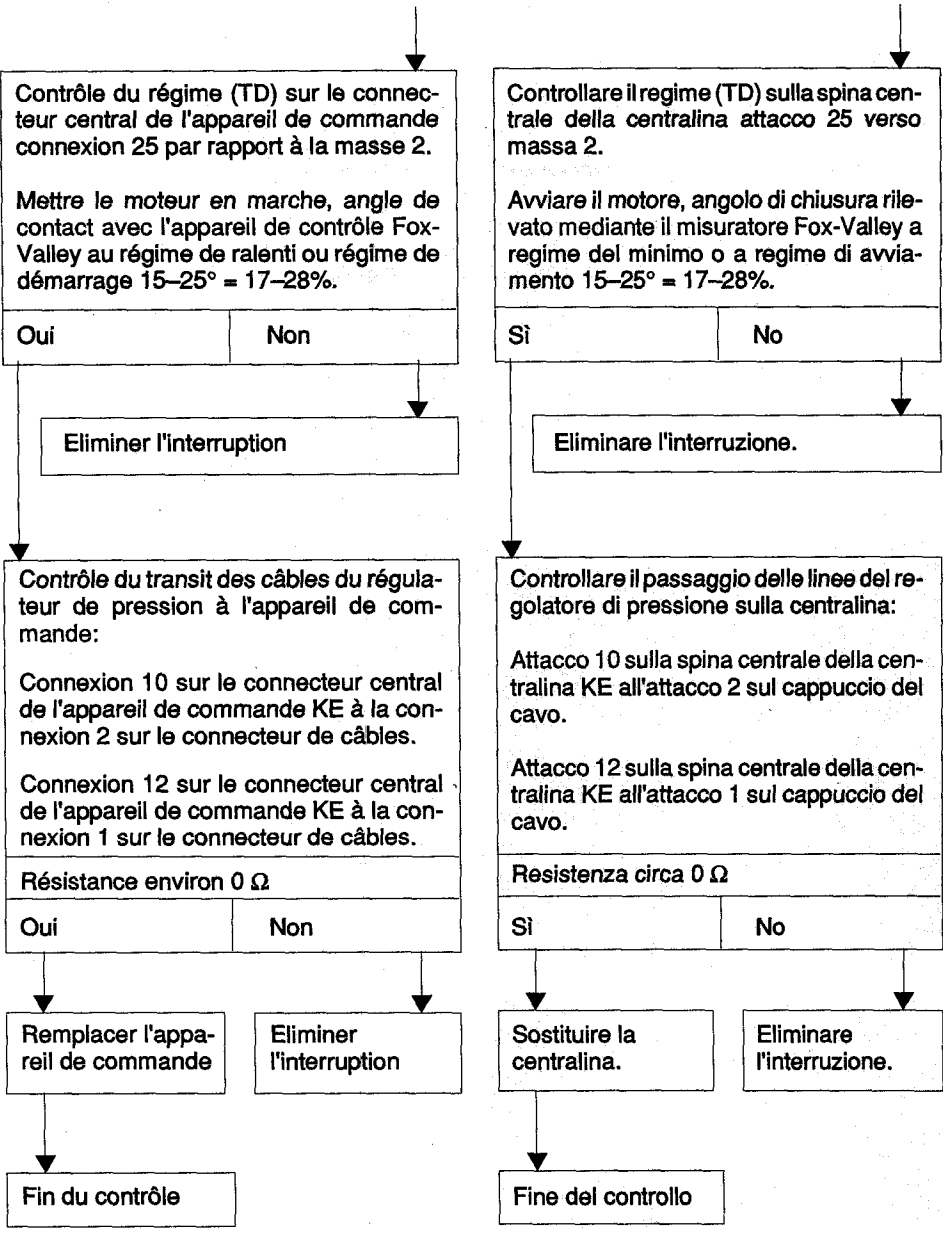 Contrôle du régime (TD) sur le connec-
teur central de l'appareil de commande
connexion 25 par rapport à la masse 2.
Mettre le moteur en marche, angle de
contact avec l'appareil de contrôle Fox-
Valley au régime de ralenti ou régime de
démarrage 15–25° = 17–28%.
Oui
Non
Eliminer l'interruption
Contrôle du transit des câbles du régula-
teur de pression à l'appareil de com-
mande:
Connexion 10 sur le connecteur central
de l'appareil de commande KE à la con-
nexion 2 sur le connecteur de câbles.
Connexion 12 sur le connecteur central
de l'appareil de commande KE à la con-
nexion 1 sur le connecteur de câbles.
Résistance environ 0 Ω
Oui
Non
Remplacer l'appa-
reil de commande
Eliminer
l'interruption
Fin du contrôle
Controllare il regime (TD) sulla spina cen-
trale della centralina attacco 25 verso
massa 2.
Avviare il motore, angolo di chiusura rile-
vato mediante il misuratore Fox-Valley a
regime del minimo o a regime di avvia-
mento 15–25° = 17–28%.
Sì
No
Eliminare l'interruzione.
Controllare il passaggio delle linee del re-
golatore di pressione sulla centralina:
Attacco 10 sulla spina centrale della cen-
tralina KE all'attacco 2 sul cappuccio del
cavo.
Attacco 12 sulla spina centrale della cen-
tralina KE all'attacco 1 sul cappuccio del
cavo.
Resistenza circa 0 Ω
Sì
No
Sostituire la
centralina.
Eliminare
l'interruzione.
Fine del controllo